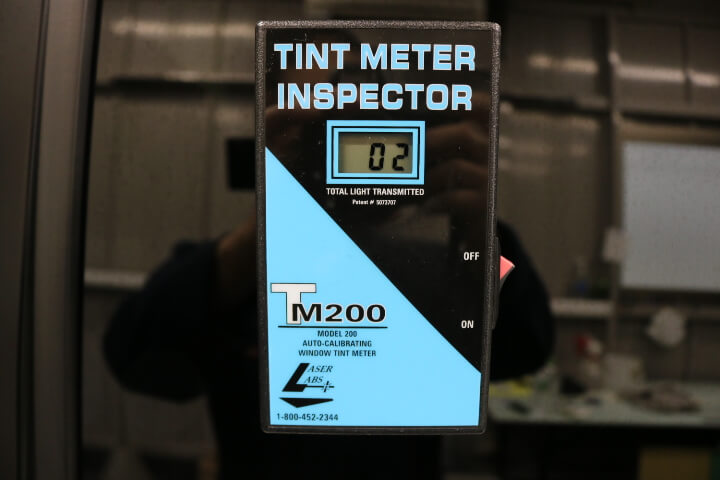 TINT METER
INSPECTOR
02
TOTAL LIGHT TRANSMITTED
Patent # 5073707
OFF
ON
TM200
MODEL 200
AUTO-CALIBRATING
WINDOW TINT METER
LASER
LABS
1-800-452-2344